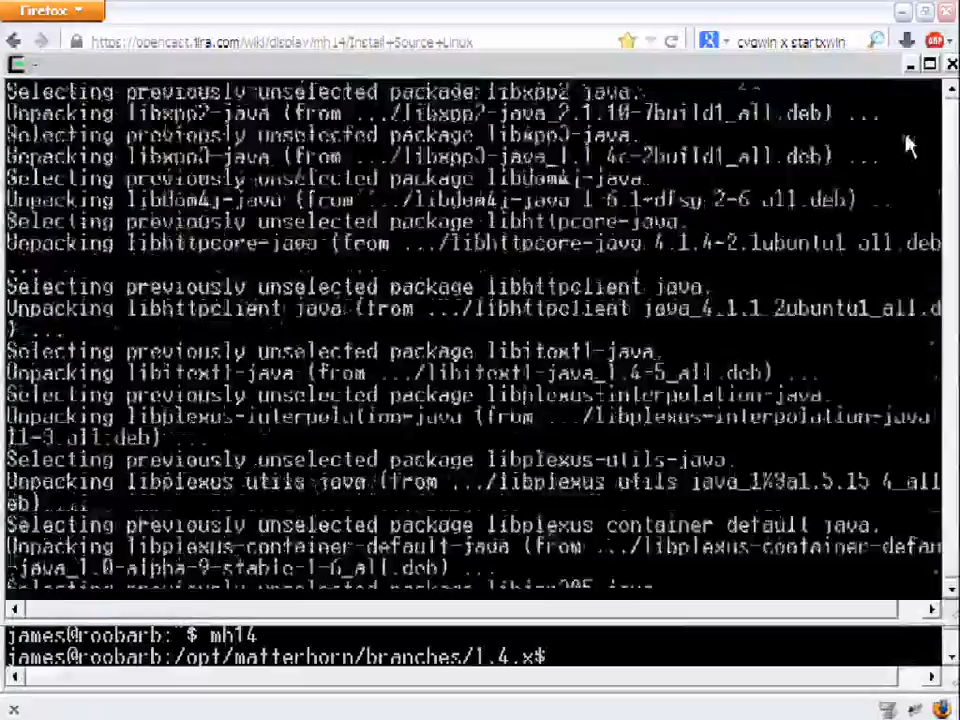 Firefox
https://opencast.jira.com/wiki/display/mh14/Install+Source+Linux
cygwin x startxwin
ABP
Selecting previously unselected package libxpp2-java.
Unpacking libxpp2-java (from .../libxpp2-java_2.1.10-7build1_all.deb) ...
Selecting previously unselected package libxpp3-java.
Unpacking libxpp3-java (from .../libxpp3-java_1.1.4c-2build1_all.deb) ...
Selecting previously unselected package libdom4j-java.
Unpacking libdom4j-java 1.6.1+dfsg.2-6_all.deb) ...
Selecting previously unselected package libhttpcore-java.
Unpacking libhttpcore-java (from .../libhttpcore-java_4.1.4-2.1ubuntu1_all.deb
...
Selecting previously unselected package libhttpclient-java.
Unpacking libhttpclient-java (from .../libhttpclient-java_4.1.1-2ubuntu1_all.d
) ...
Selecting previously unselected package libitext1-java.
Unpacking libitext1-java (from .../libitext1-java_1.4-5_all.deb) ...
Selecting previously unselected package libplexus-interpolation-java.
Unpacking libplexus-interpolation-java (from .../libplexus-interpolation-java
11-3_all.deb) ...
Selecting previously unselected package libplexus-utils-java.
Unpacking libplexus-utils-java (from .../libplexus-utils-java_1%3a1.5.15-4_all
eb) ...
Selecting previously unselected package libplexus-container-default-java.
Unpacking libplexus-container-default-java (from .../libplexus-container-defau
-java_1.0-alpha-9-stable-1-6_all.deb) ...
james@roobarb:~$ mh14
james@roobarb:/opt/matterhorn/branches/1.4.x$